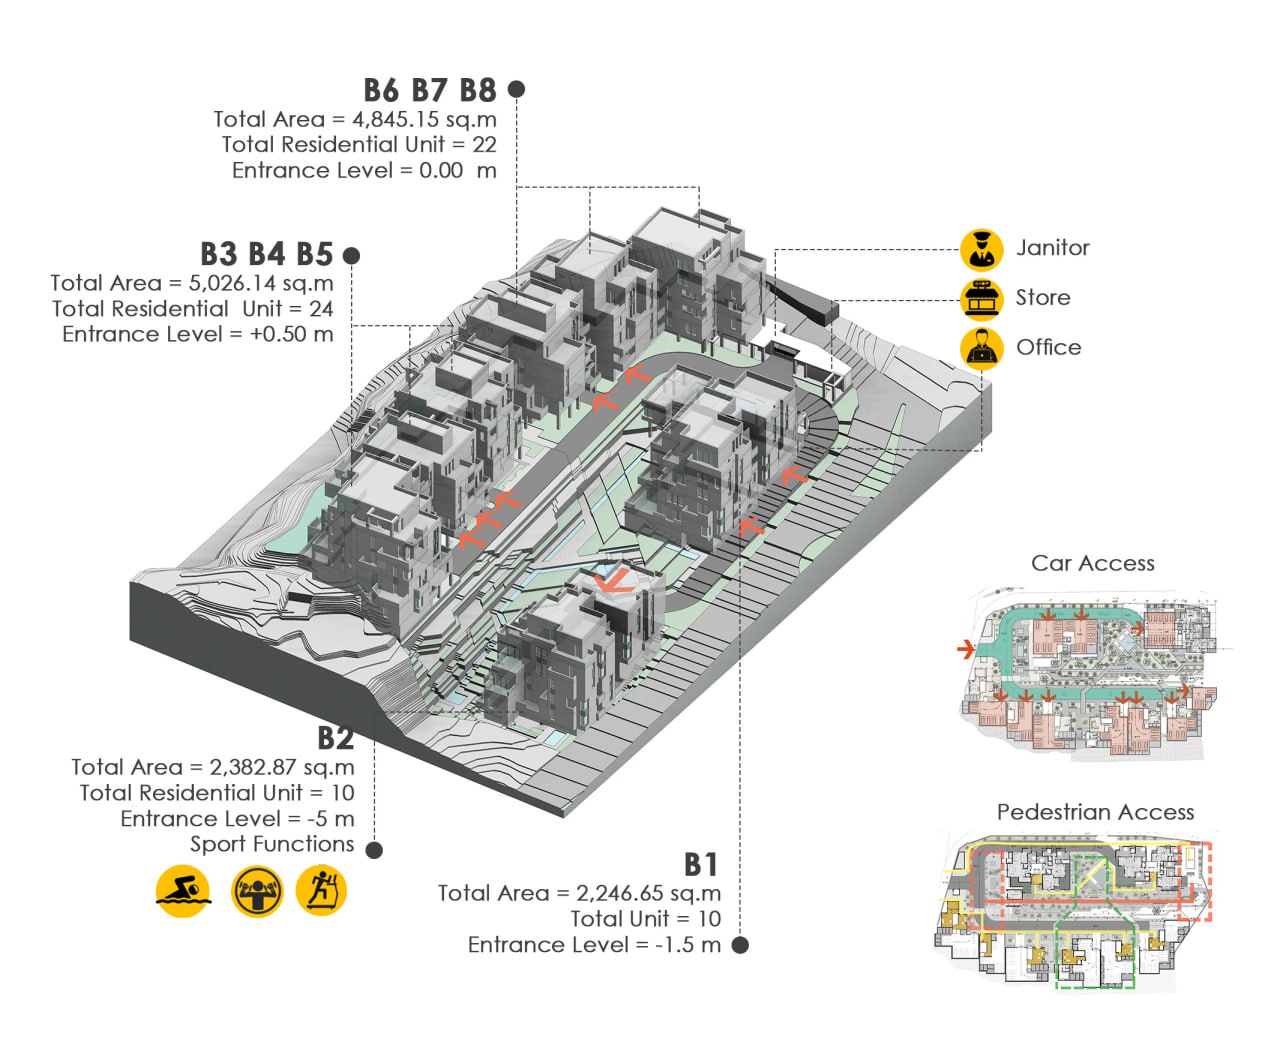 B6 B7 B8
Total Area = 4,845.15 sq.m
Total Residential Unit = 22
Entrance Level = 0.00 m
B3 B4 B5
Total Area = 5,026.14 sq.m
Total Residential Unit = 24
Entrance Level = +0.50 m
Janitor
Store
Office
Car Access
B2
Total Area = 2,382.87 sq.m
Total Residential Unit = 10
Entrance Level = -5 m
Sport Functions
Pedestrian Access
B1
Total Area = 2,246.65 sq.m
Total Unit = 10
Entrance Level = -1.5 m